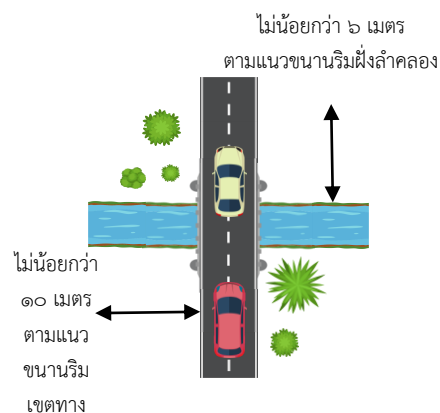 ไม่น้อยกว่า ๖ เมตร
ตามแนวขนานริมฝั่งลำคลอง
ไม่น้อยกว่า
๑๐ เมตร
ตามแนว
ขนานริม
เขตทาง